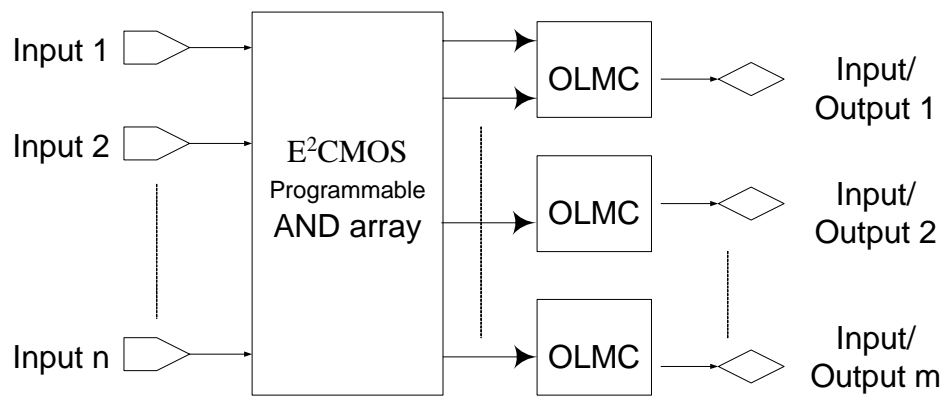 Input 1
Input 2
Input n
E²CMOS
Programmable
AND array
OLMC
OLMC
OLMC
Input/
Output 1
Input/
Output 2
Input/
Output m